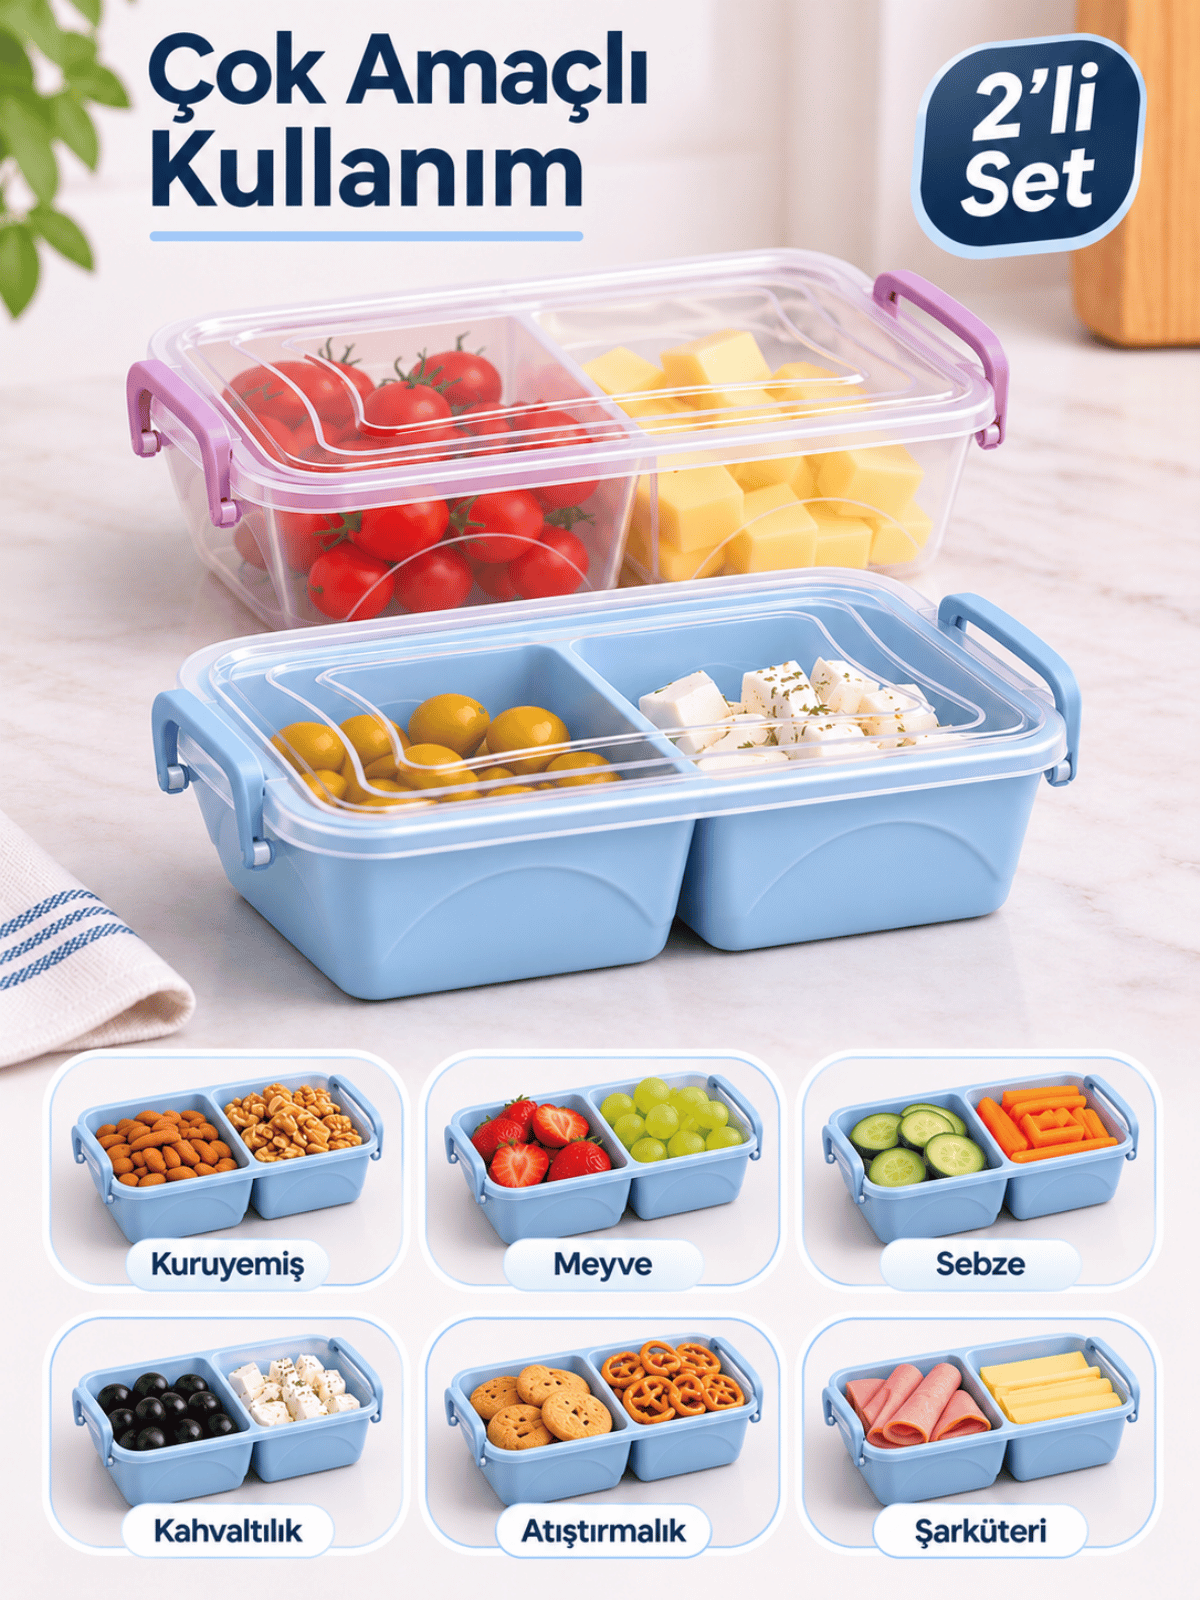 Çok Amaçlı
Kullanım
2'li
Set
Kuruyemiş
Meyve
Sebze
Kahvaltılık
Atıştırmalık
Şarküteri